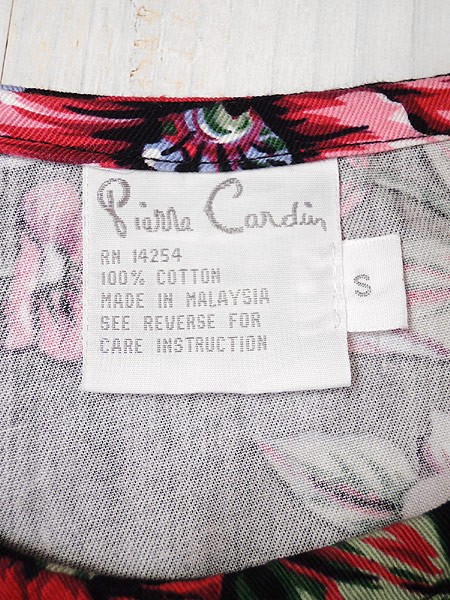 Pierre Cardin
RN 14254
100% COTTON
MADE IN MALAYSIA
SEE REVERSE FOR
CARE INSTRUCTION
S